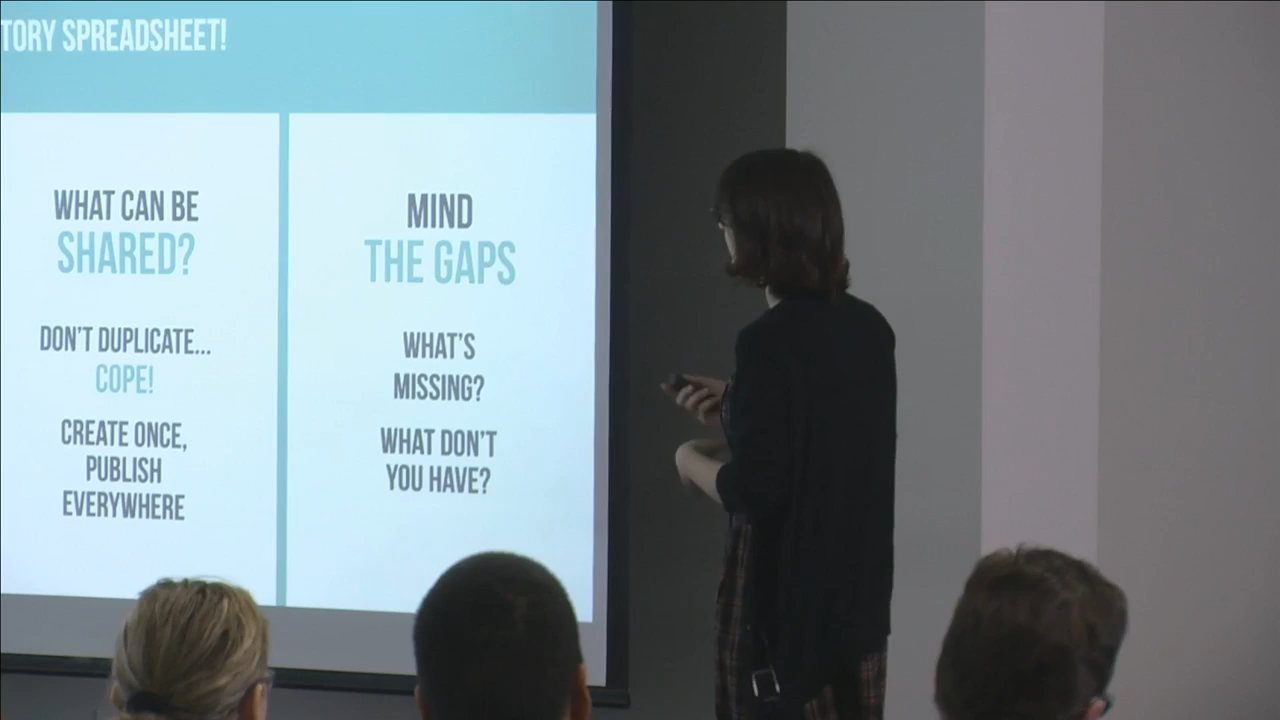 TORY SPREADSHEET!
WHAT CAN BE
SHARED?
DON'T DUPLICATE...
COPE!
CREATE ONCE,
PUBLISH
EVERYWHERE
MIND
THE GAPS
WHAT'S
MISSING?
WHAT DON'T
YOU HAVE?